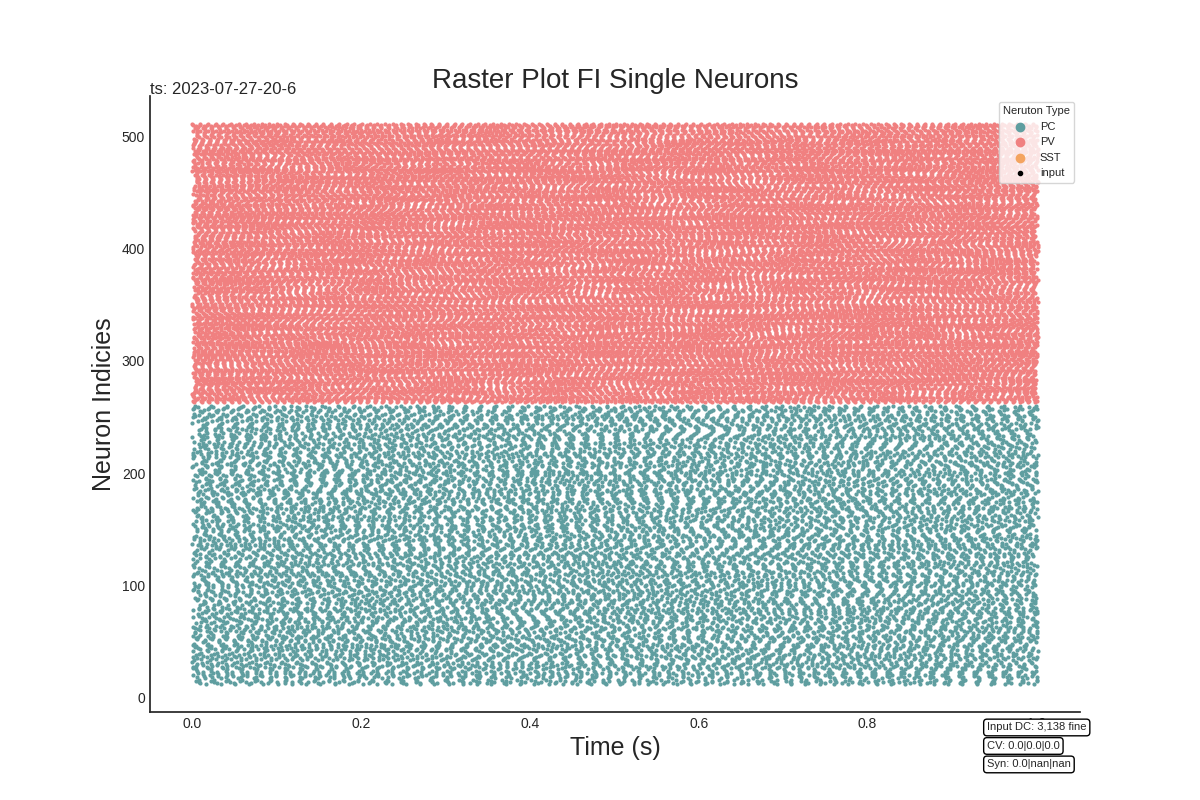 Raster Plot FI Single Neurons
ts: 2023-07-27-20-6
Neruton Type
PC
PV
SST
input
500
400
300
200
100
0
Neuron Indicies
0.0
0.2
0.4
0.6
0.8
Time (s)
Input DC: 3,138 fine
CV: 0.0|0.0|0.0
Syn: 0.0|nan|nan